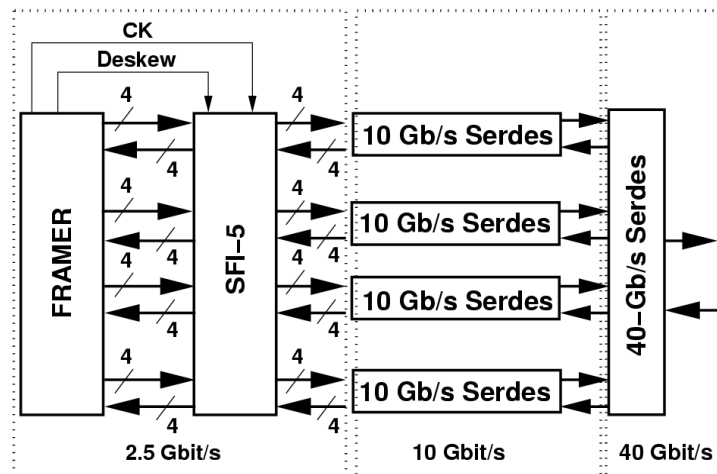 CK
Deskew
4 4
10 Gb/s Serdes
4 4
4 4
10 Gb/s Serdes
4 4
4 4
10 Gb/s Serdes
4 4
4 4
10 Gb/s Serdes
4 4
FRAMER
SFI-5
40-Gb/s Serdes
2.5 Gbit/s
10 Gbit/s
40 Gbit/s